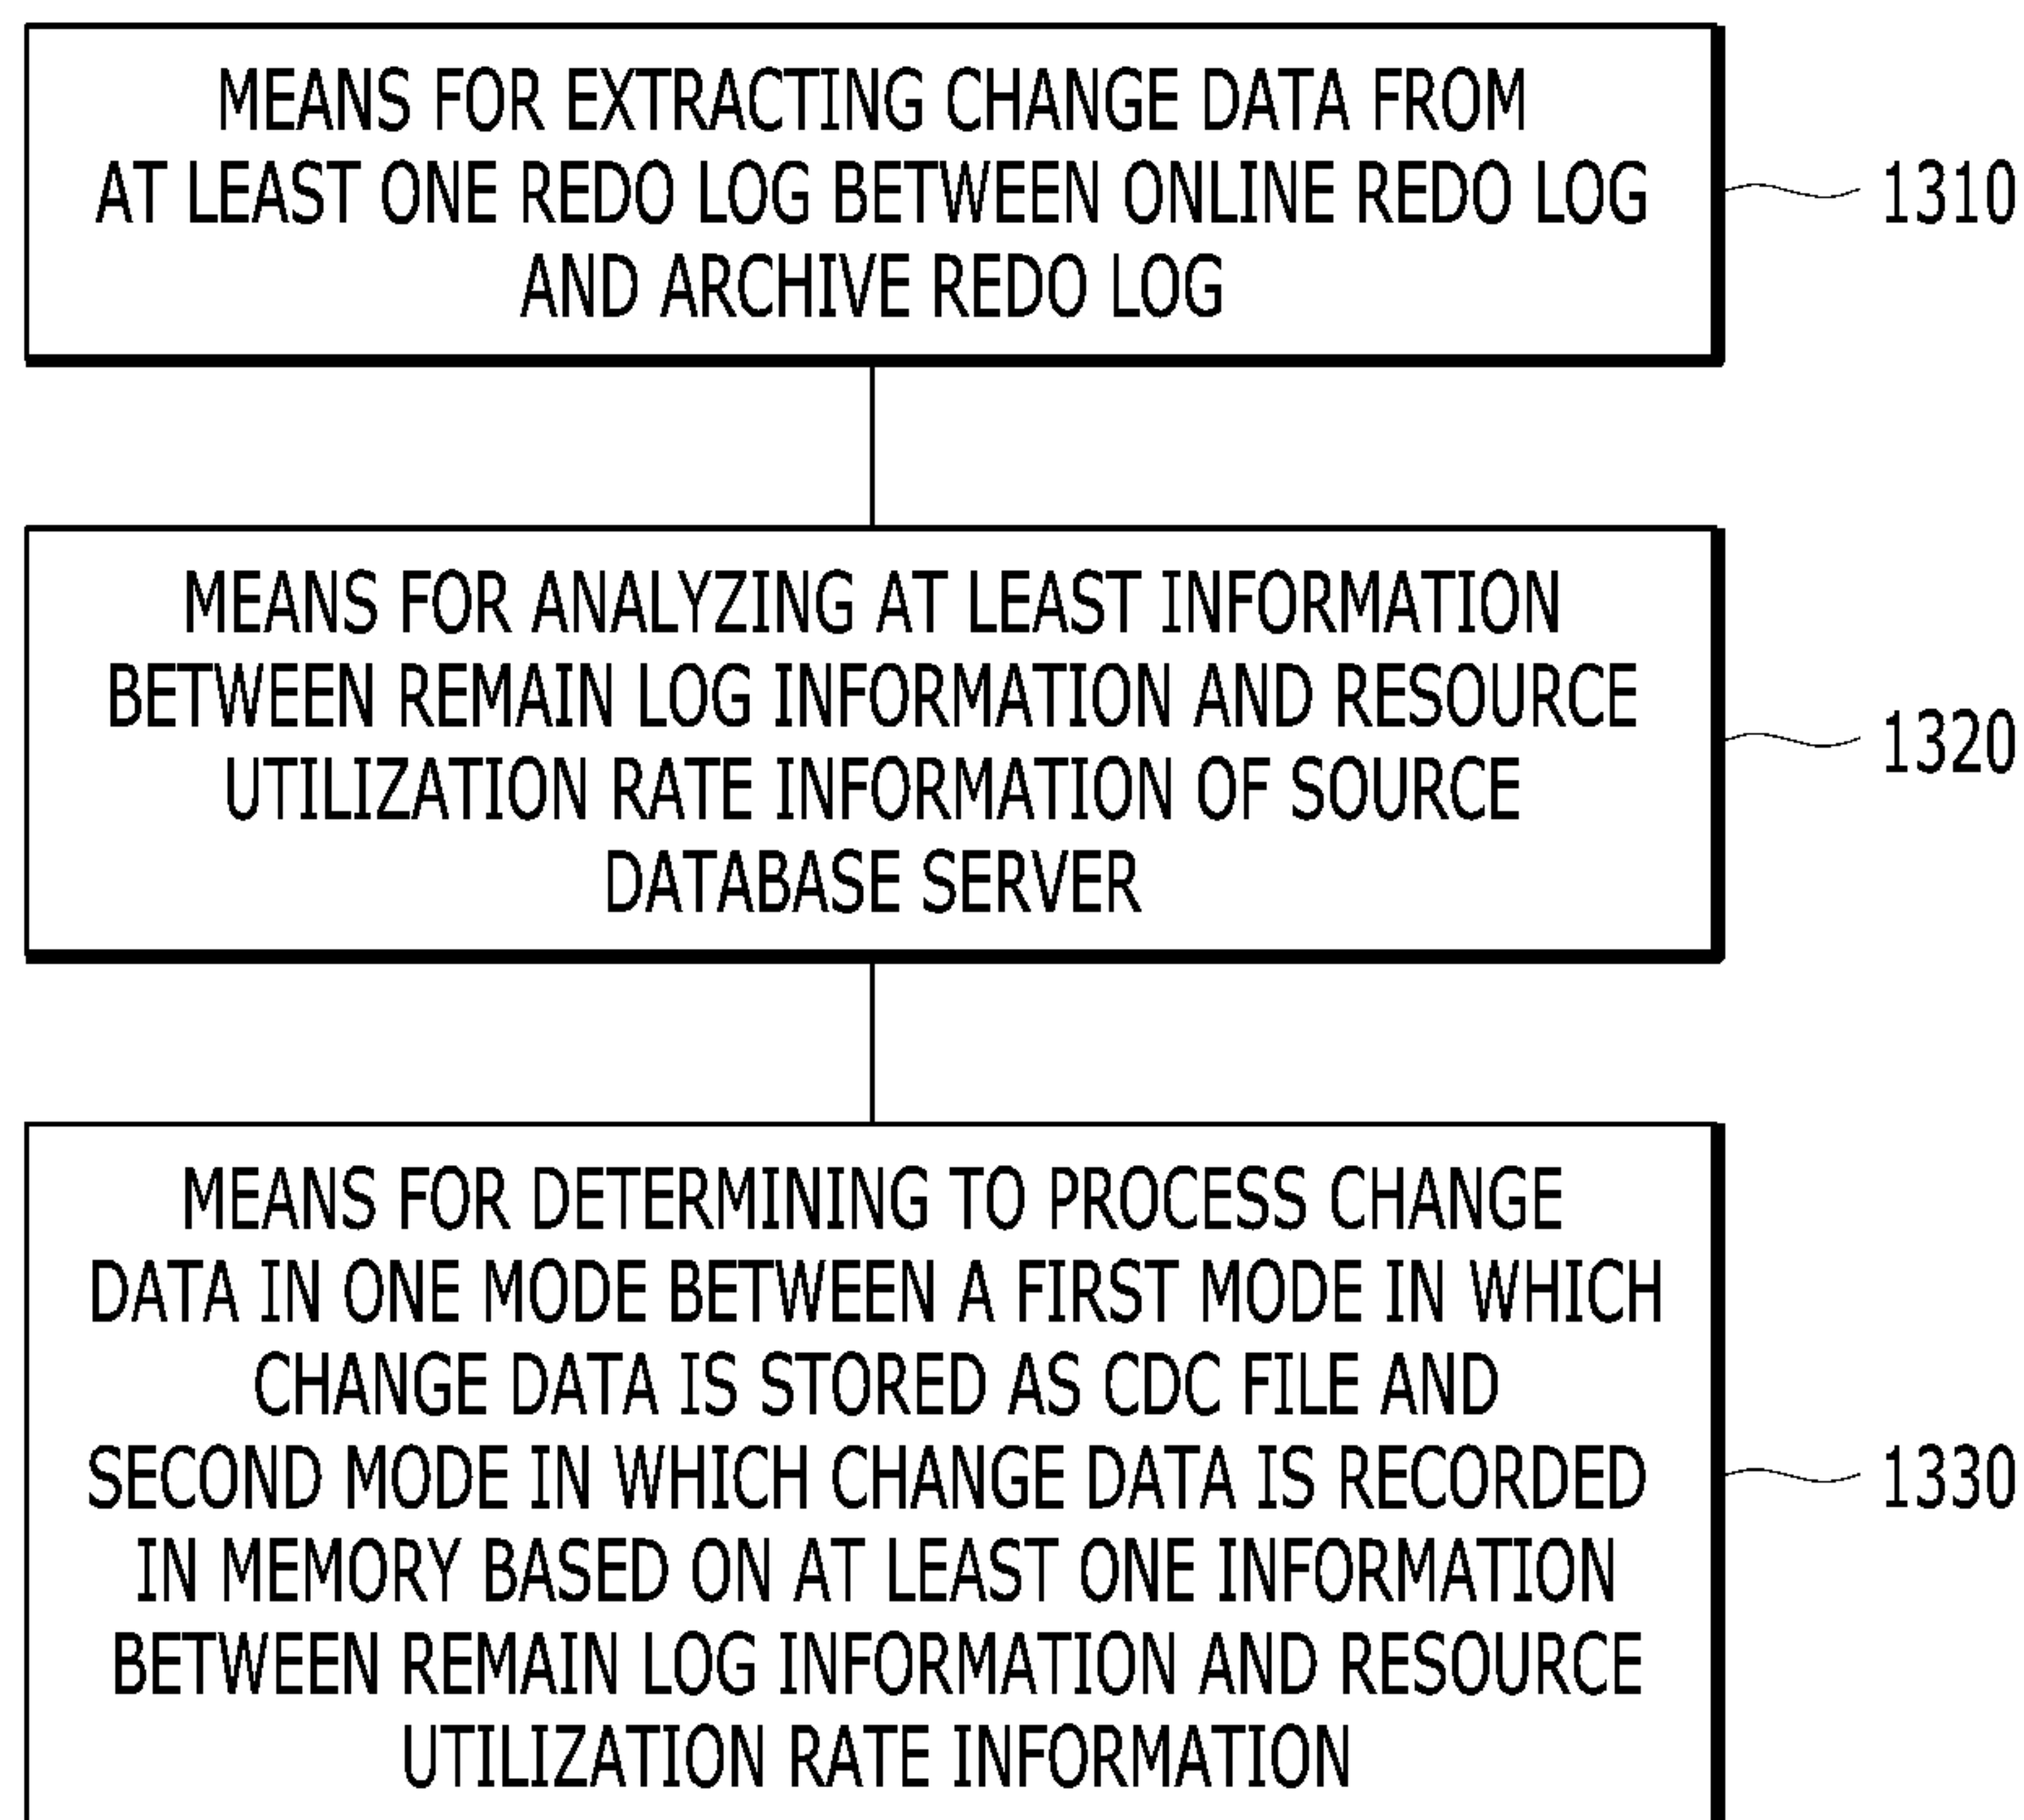 MEANS FOR EXTRACTING CHANGE DATA FROM
AT LEAST ONE REDO LOG BETWEEN ONLINE REDO LOG
AND ARCHIVE REDO LOG
1310
MEANS FOR ANALYZING AT LEAST INFORMATION
BETWEEN REMAIN LOG INFORMATION AND RESOURCE
UTILIZATION RATE INFORMATION OF SOURCE
DATABASE SERVER
1320
MEANS FOR DETERMINING TO PROCESS CHANGE
DATA IN ONE MODE BETWEEN A FIRST MODE IN WHICH
CHANGE DATA IS STORED AS CDC FILE AND
SECOND MODE IN WHICH CHANGE DATA IS RECORDED
IN MEMORY BASED ON AT LEAST ONE INFORMATION
BETWEEN REMAIN LOG INFORMATION AND RESOURCE
UTILIZATION RATE INFORMATION
1330